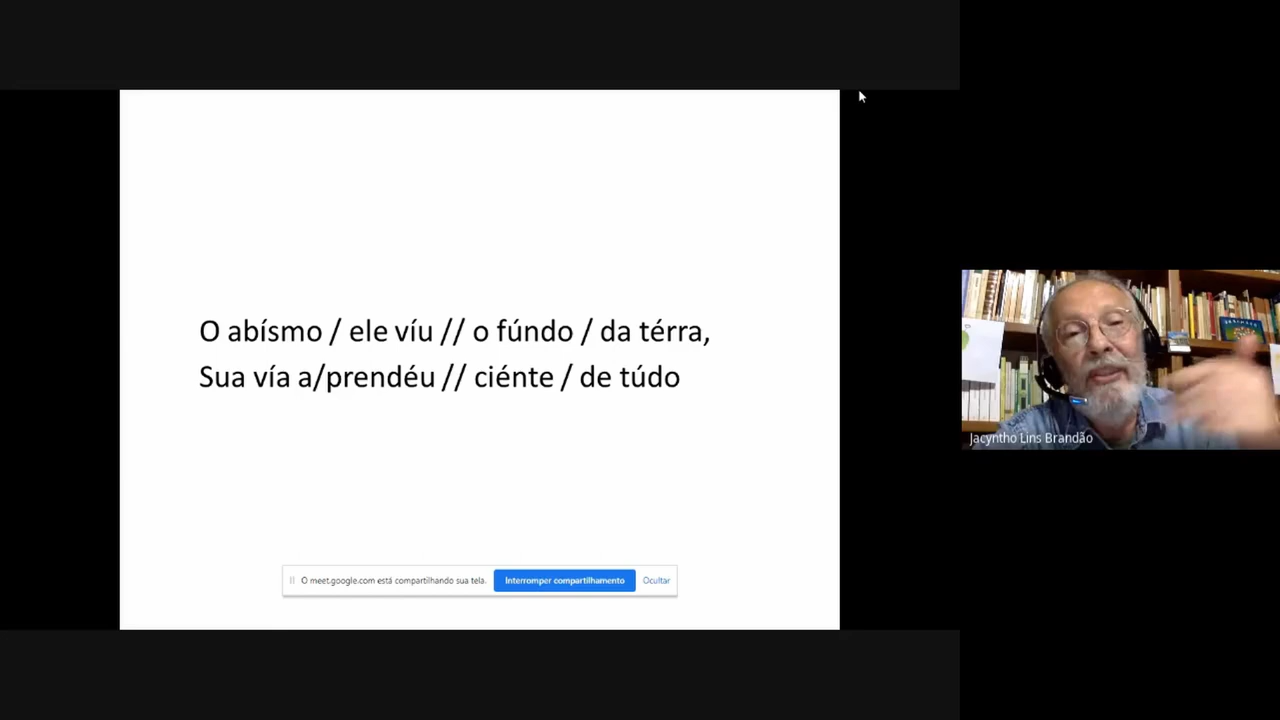 O abísmo / ele víu // o fúndo / da térra,
Sua vía a/prendéu // ciénte / de túdo
O meet.google.com está compartilhando sua tela. Interromper compartilhamento Ocultar
Jacyntho Lins Brandão